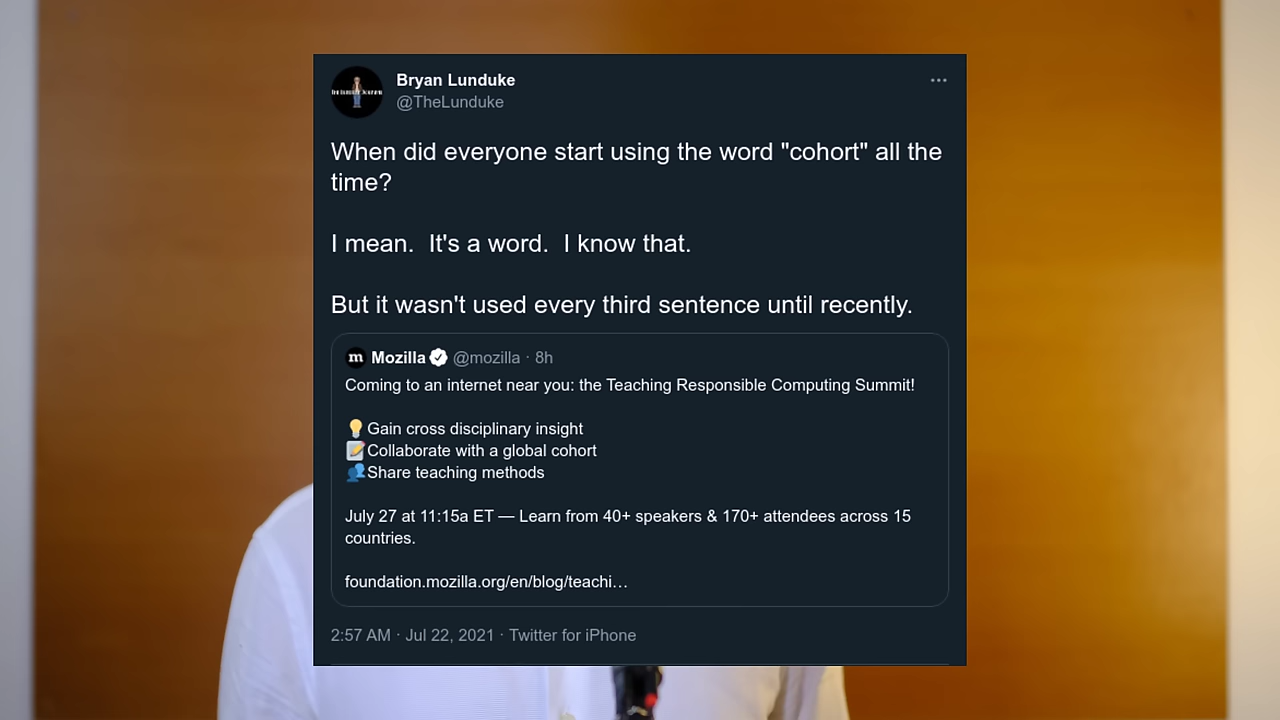 Bryan Lunduke
@TheLunduke
When did everyone start using the word "cohort" all the
time?
I mean.  It's a word.  I know that.
But it wasn't used every third sentence until recently.
m Mozilla @mozilla · 8h
Coming to an internet near you: the Teaching Responsible Computing Summit!
💡Gain cross disciplinary insight
📝Collaborate with a global cohort
👥Share teaching methods
July 27 at 11:15a ET — Learn from 40+ speakers & 170+ attendees across 15
countries.
foundation.mozilla.org/en/blog/teachi…
2:57 AM · Jul 22, 2021 · Twitter for iPhone